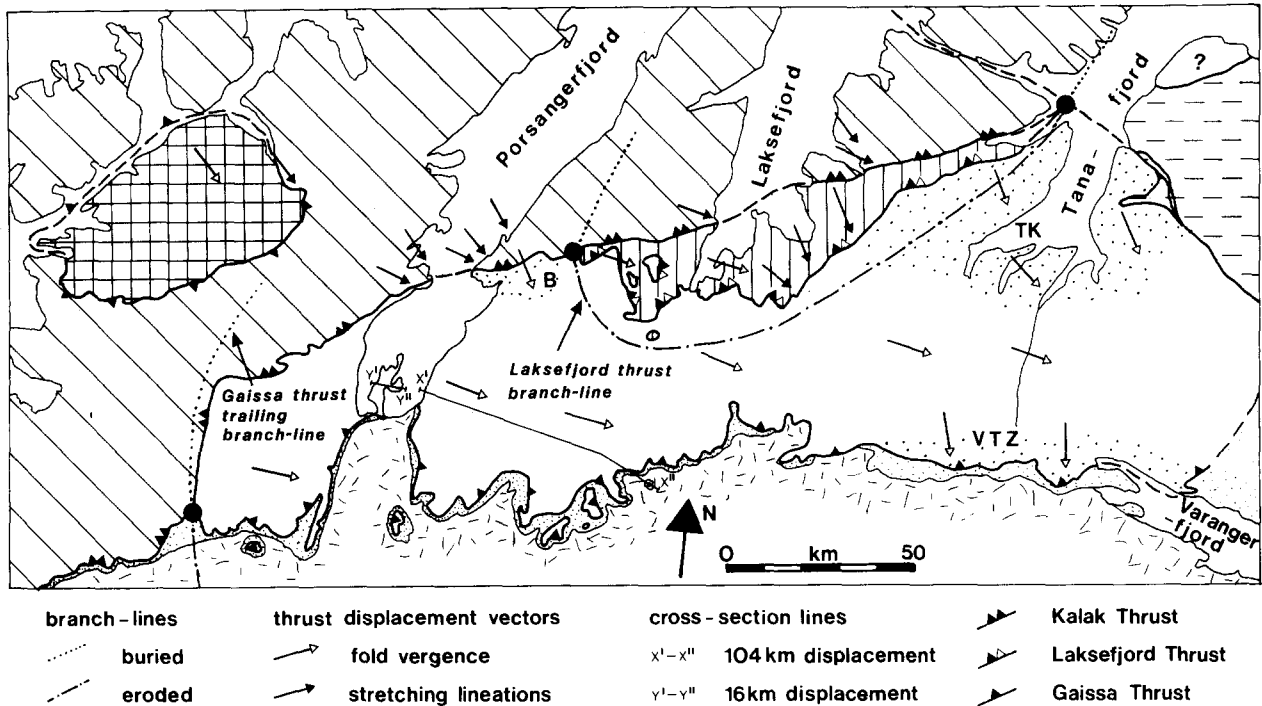 Porsangerfjord
Laksefjord
fjord
Tana-
?
TK
B
Laksefjord thrust
branch-line
Gaissa thrust
trailing
branch-line
Y' X'
Y"
X"
VTZ
Varanger
-fjord
N
0 km 50
branch-lines
buried
eroded
thrust displacement vectors
fold vergence
stretching lineations
cross-section lines
X'-X" 104 km displacement
Y'-Y" 16 km displacement
Kalak Thrust
Laksefjord Thrust
Gaissa Thrust